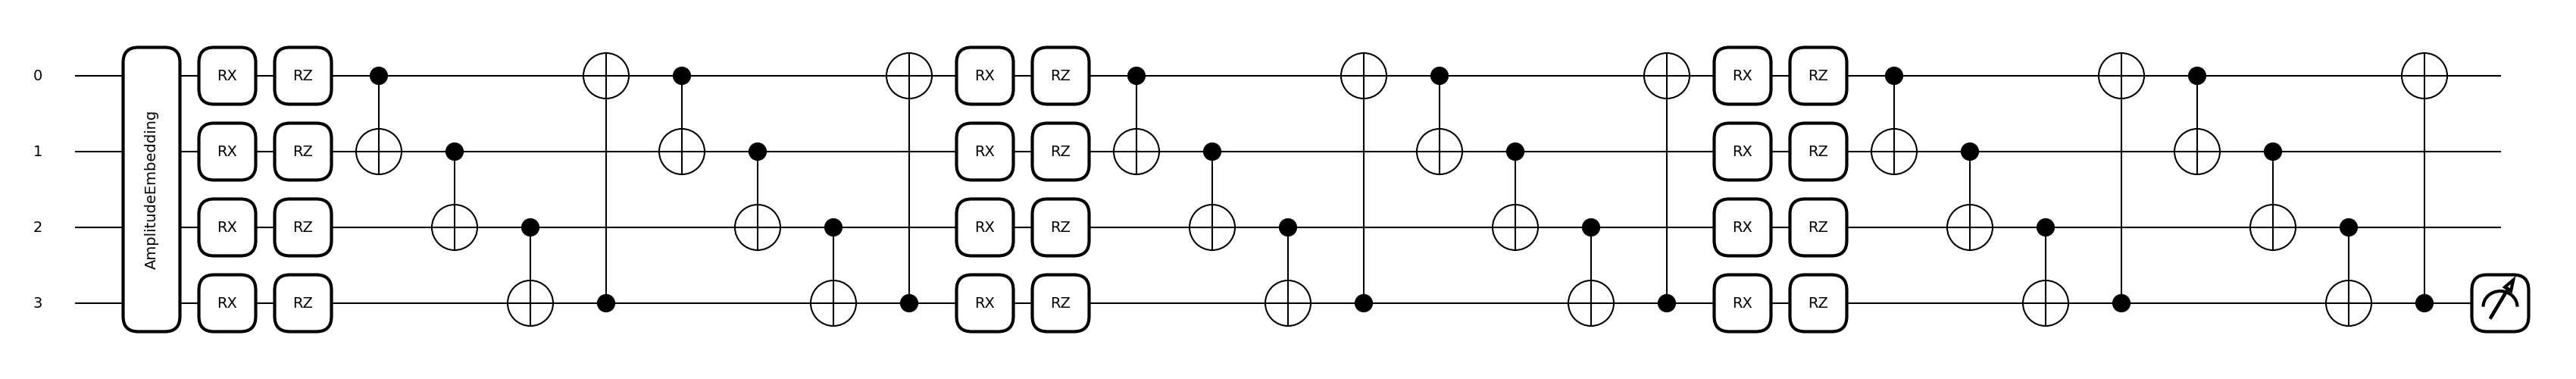 0 RX RZ RX RZ RX RZ
1 RX RZ RX RZ RX RZ
2 RX RZ RX RZ RX RZ
3 RX RZ RX RZ RX RZ
AmplitudeEmbedding